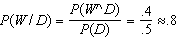 P(W/D) = P(W^D) / P(D) ≈ .4 / .5 ≈ .8